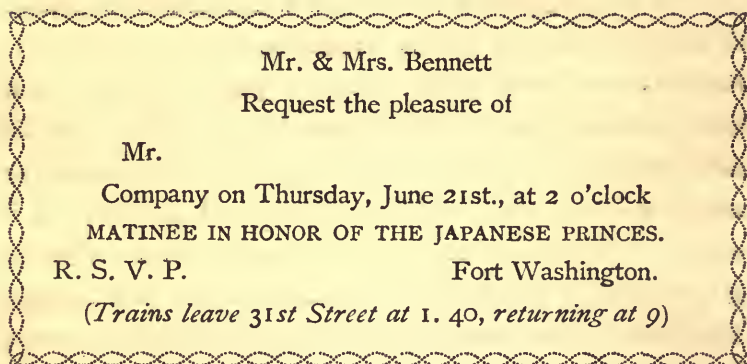 Mr. & Mrs. Bennett
Request the pleasure of
Mr.
Company on Thursday, June 21st., at 2 o'clock
MATINEE IN HONOR OF THE JAPANESE PRINCES.
R. S. V. P. Fort Washington.
(Trains leave 31st Street at 1. 40, returning at 9)